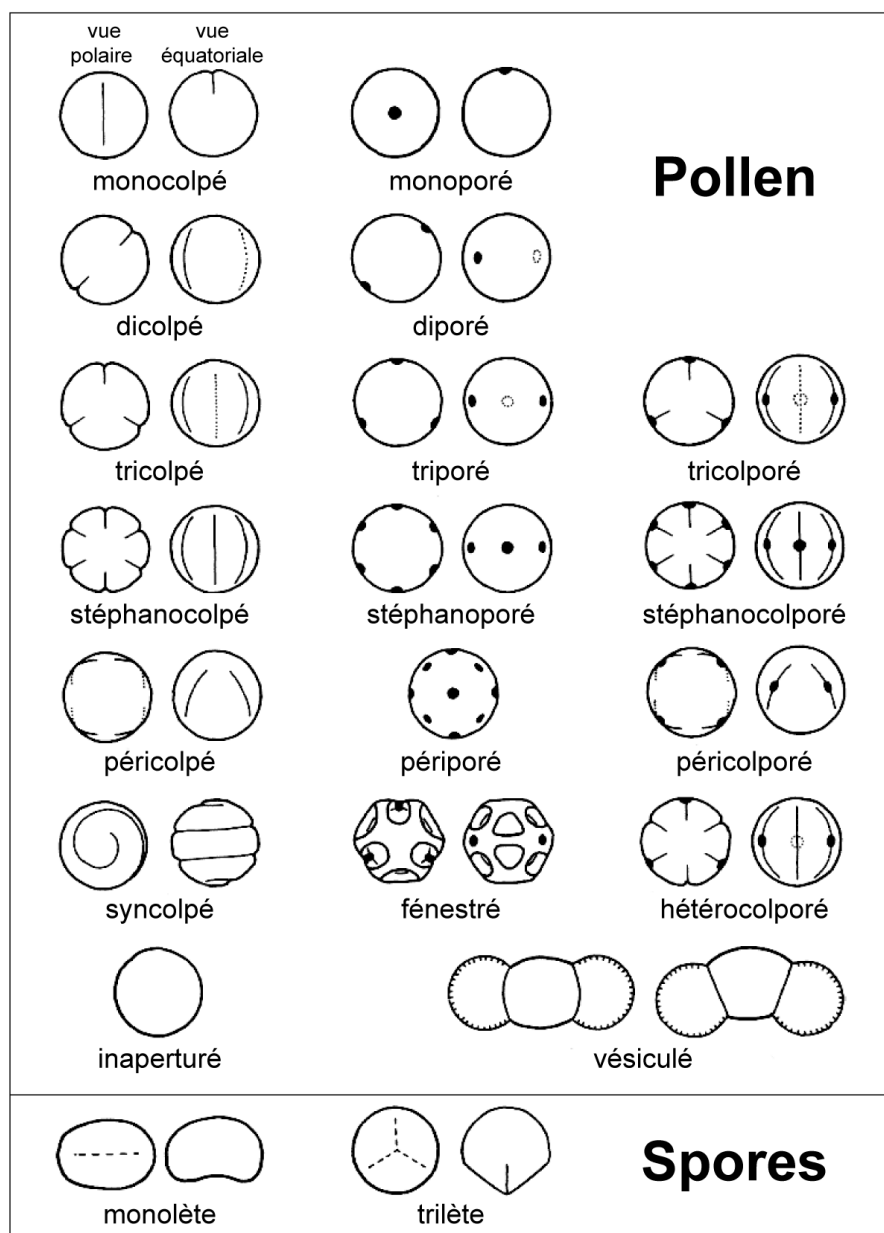 vue
polaire
vue
équatoriale
monocolpé
monoporé
Pollen
dicolpé
diporé
tricolpé
triporé
tricolporé
stéphanocolpé
stéphanoporé
stéphanocolporé
péricolpé
périporé
péricolporé
syncolpé
fénestré
hétérocolporé
inaperturé
vésiculé
monolète
trilète
Spores